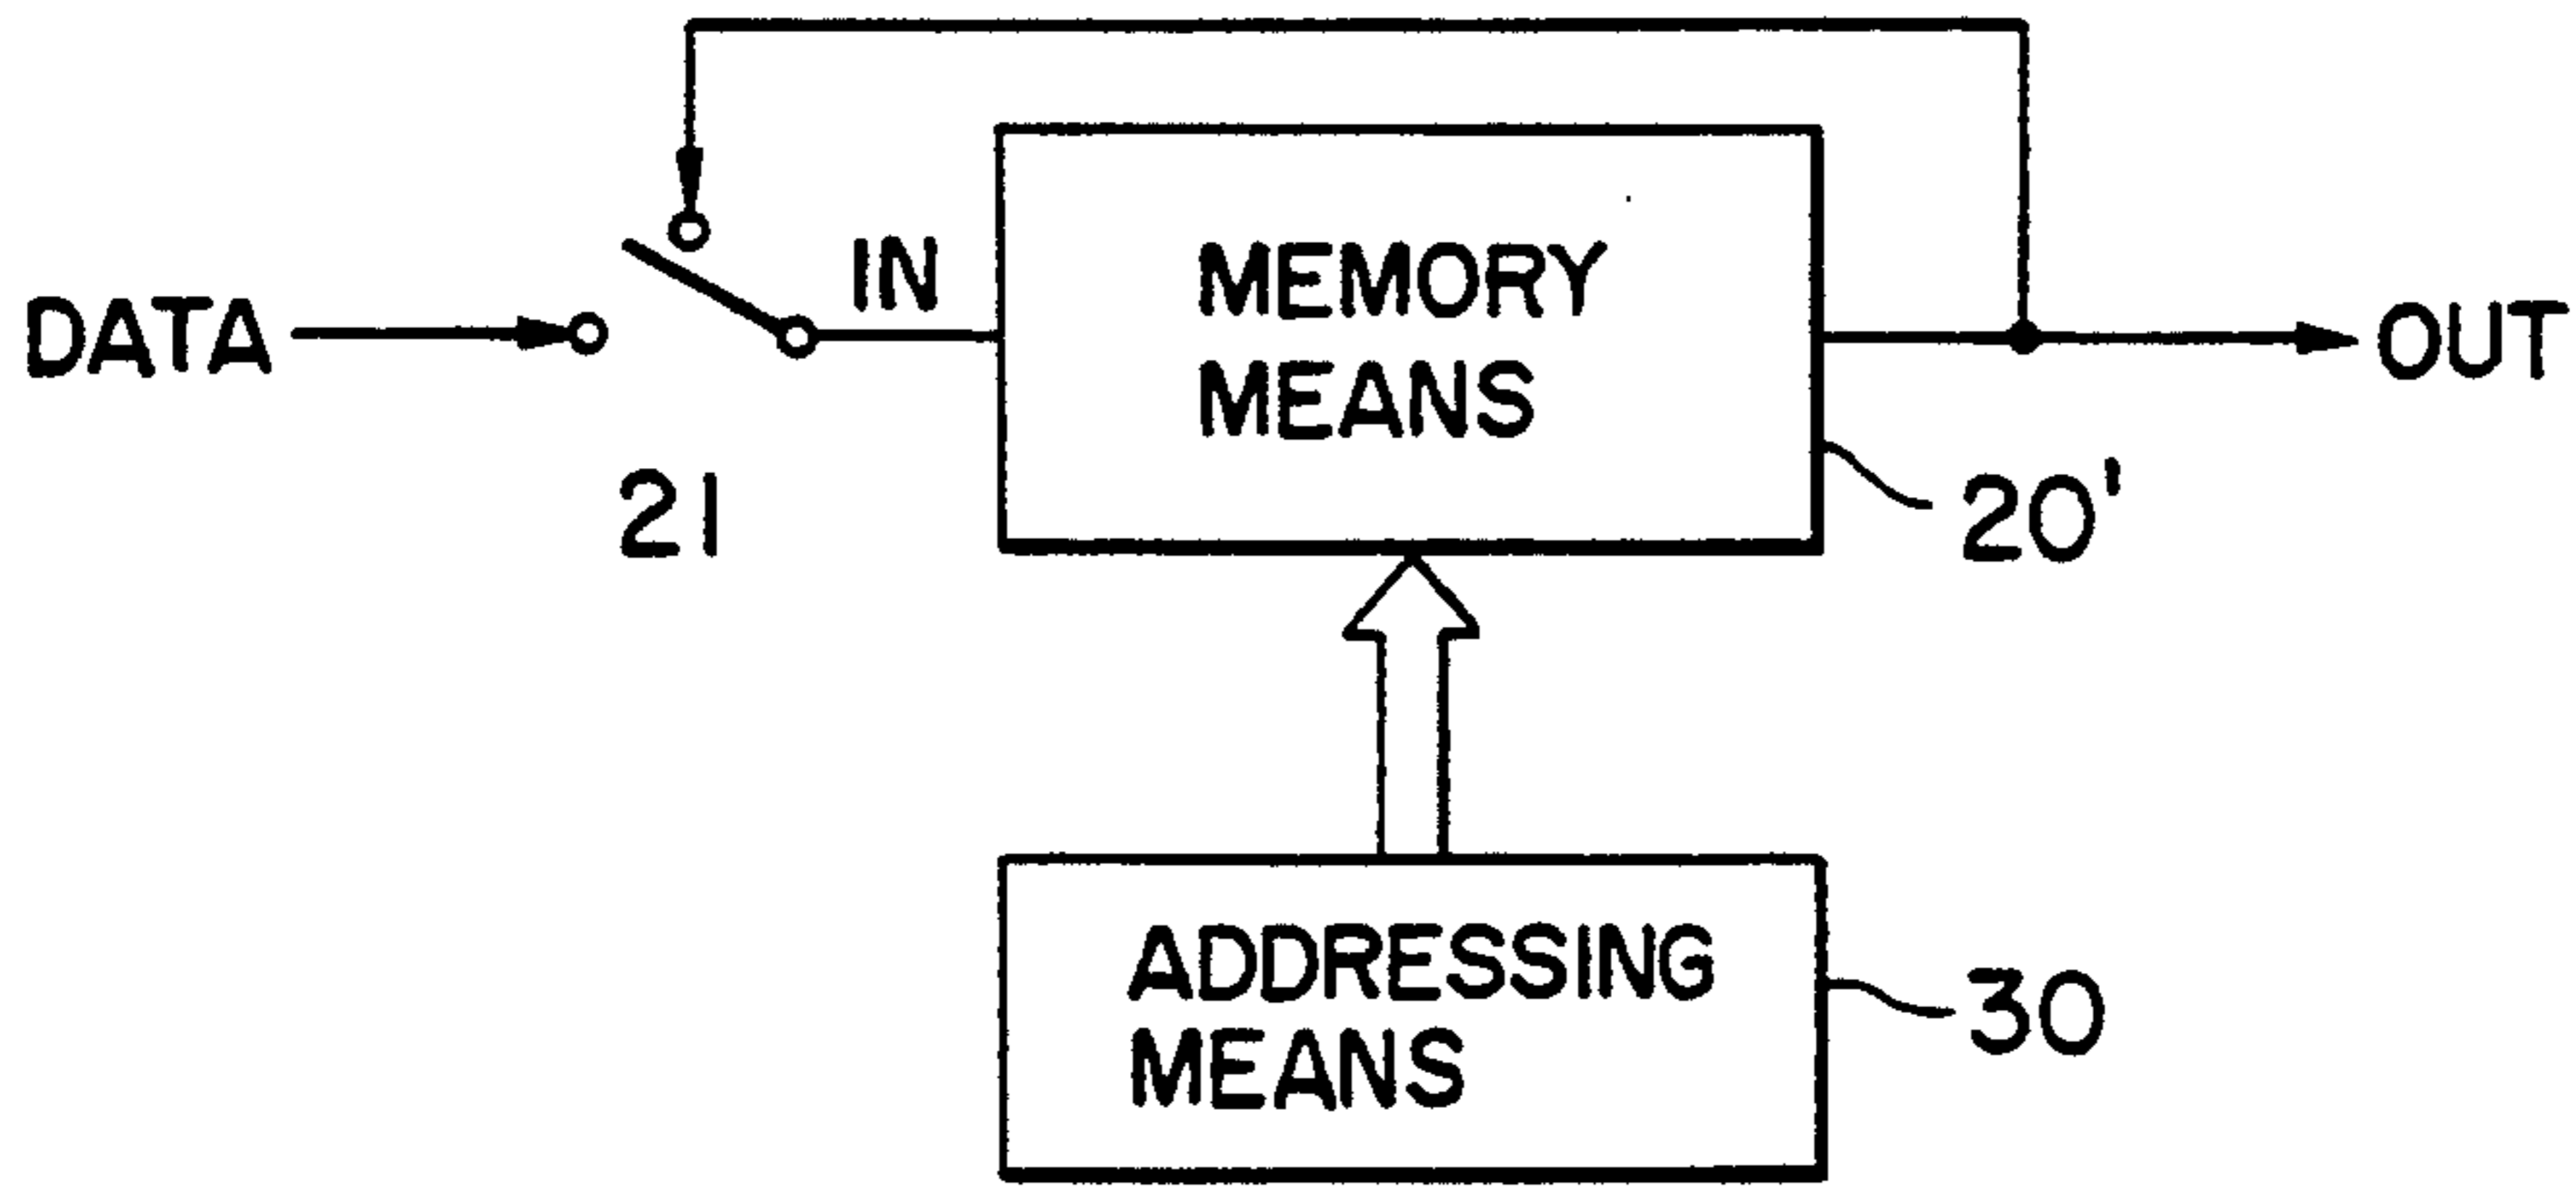 IN
DATA
MEMORY
MEANS
OUT
21
20'
ADDRESSING
MEANS
30